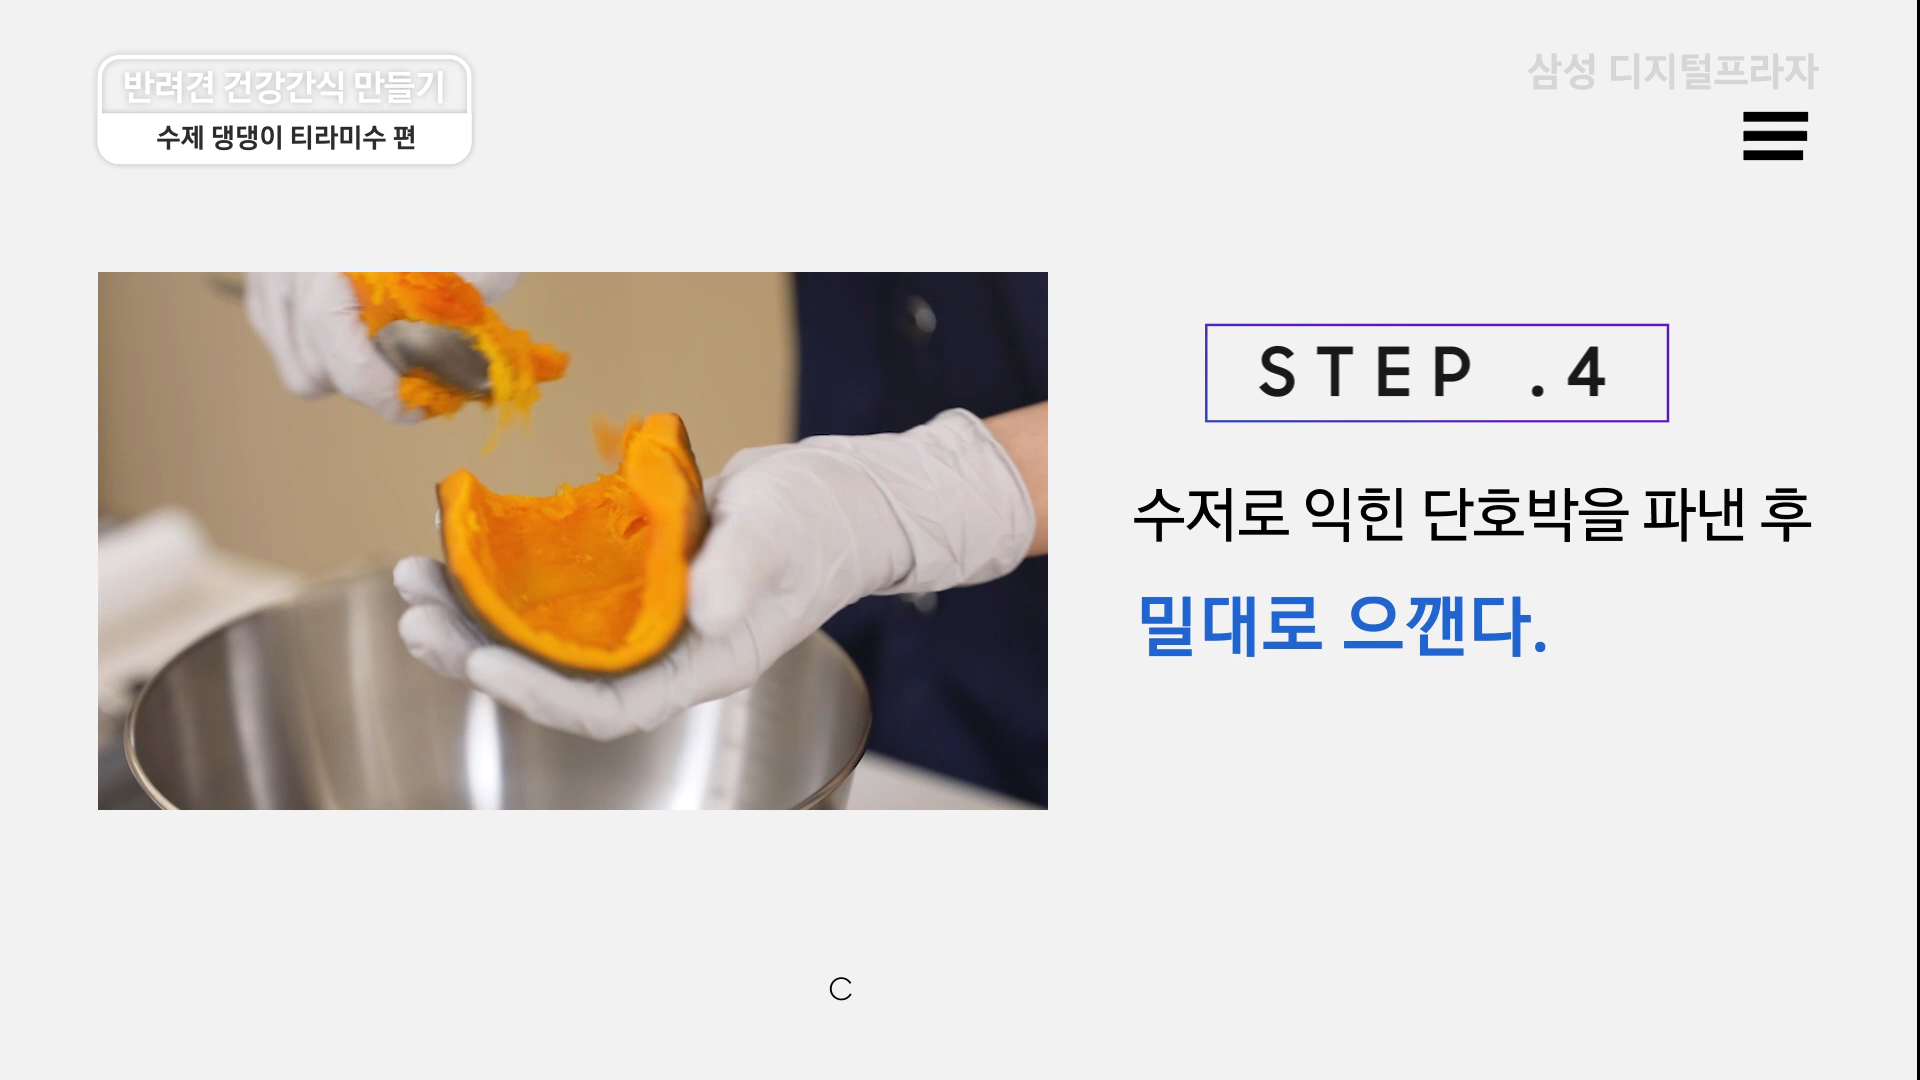 반려견 건강간식 만들기
수제 댕댕이 티라미수 편
삼성 디지털프라자
STEP .4
수저로 익힌 단호박을 파낸 후
밀대로 으깬다.
C